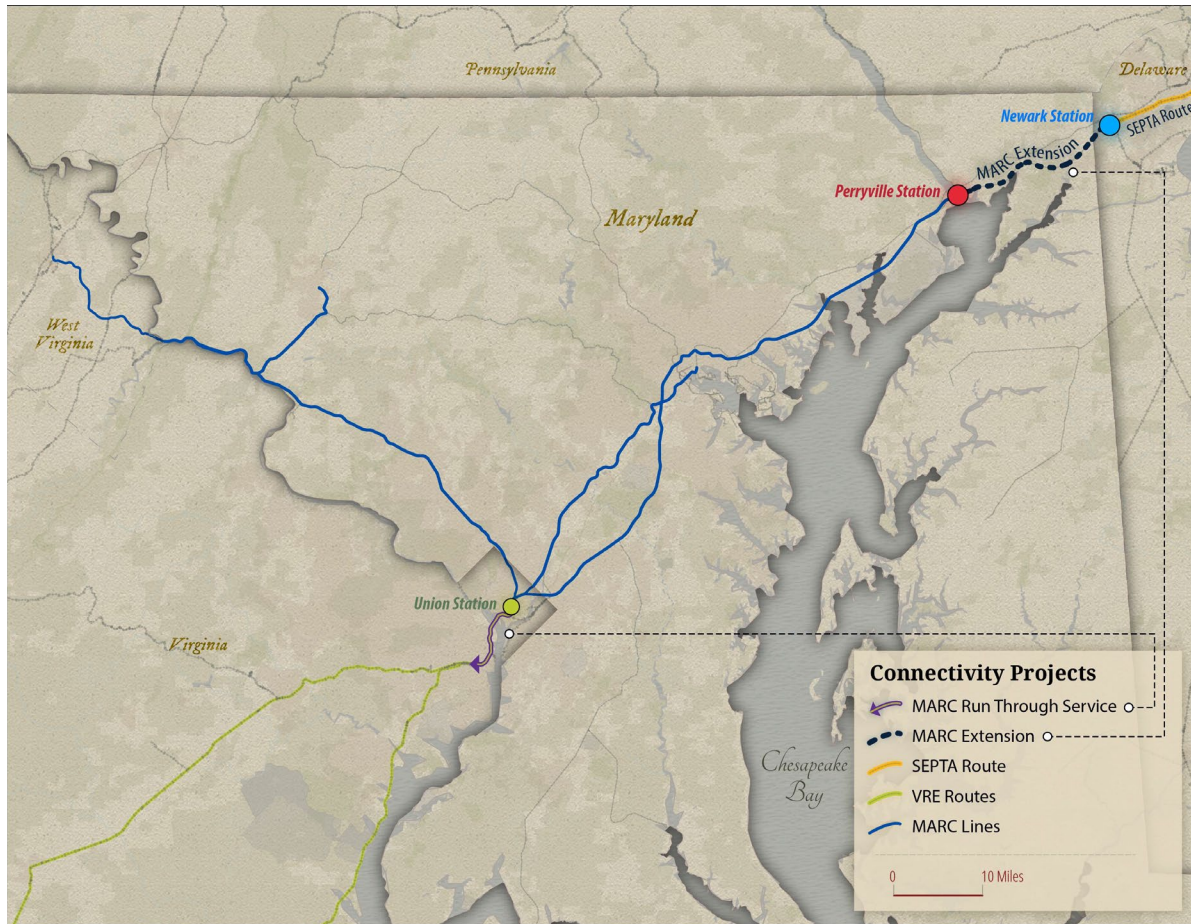 Pennsylvania
Delaware
Newark Station
SEPTA Route
MARC Extension
Perryville Station
Maryland
West
Virginia
Union Station
Virginia
Chesapeake
Bay
Connectivity Projects
MARC Run Through Service
MARC Extension
SEPTA Route
VRE Routes
MARC Lines
0 10 Miles